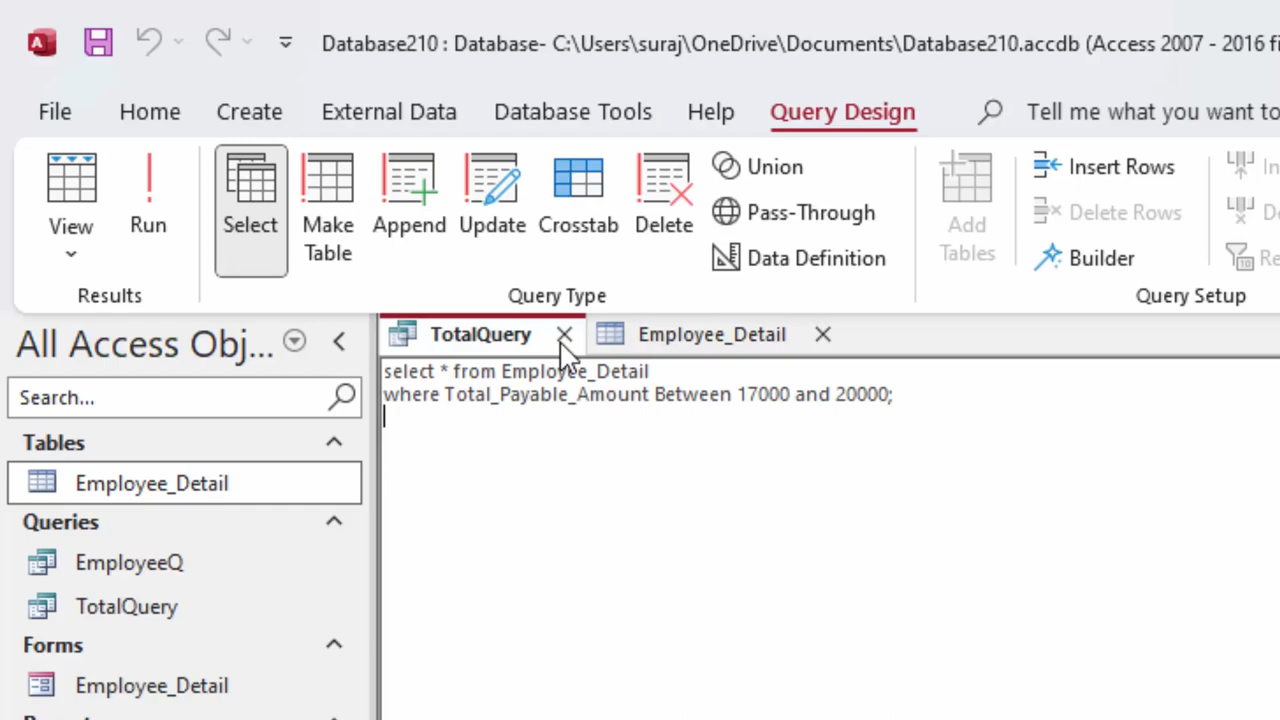 A
Database210 : Database- C:\Users\suraj\OneDrive\Documents\Database210.accdb (Access 2007 - 2016 fi
File Home Create External Data Database Tools Help Query Design Tell me what you want to
View Run Select Make Table Append Update Crosstab Delete
Union
Pass-Through
Data Definition
Add Tables
Insert Rows
Delete Rows
Builder
Results Query Type Query Setup
All Access Obj...
Search...
Tables
Employee_Detail
Queries
EmployeeQ
TotalQuery
Forms
Employee_Detail
TotalQuery Employee_Detail
select * from Employee_Detail
where Total_Payable_Amount Between 17000 and 20000;